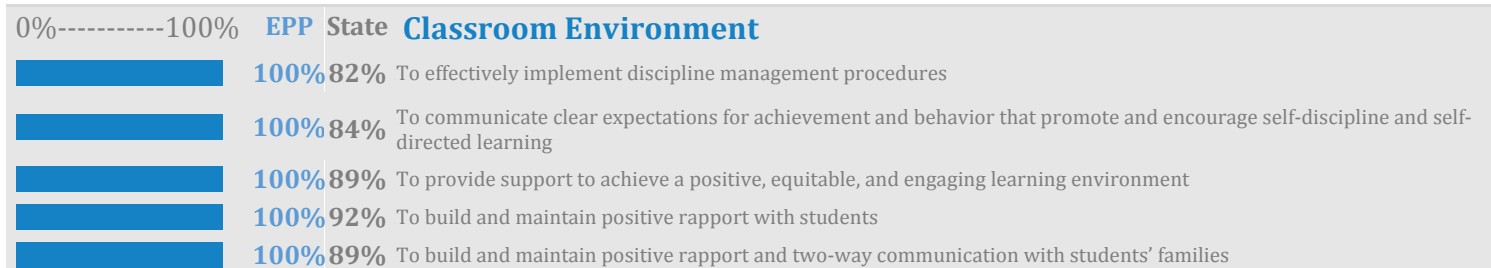 0%-----------100% EPP State Classroom Environment
100% 82% To effectively implement discipline management procedures
100% 84% To communicate clear expectations for achievement and behavior that promote and encourage self-discipline and self-
directed learning
100% 89% To provide support to achieve a positive, equitable, and engaging learning environment
100% 92% To build and maintain positive rapport with students
100% 89% To build and maintain positive rapport and two-way communication with students’ families